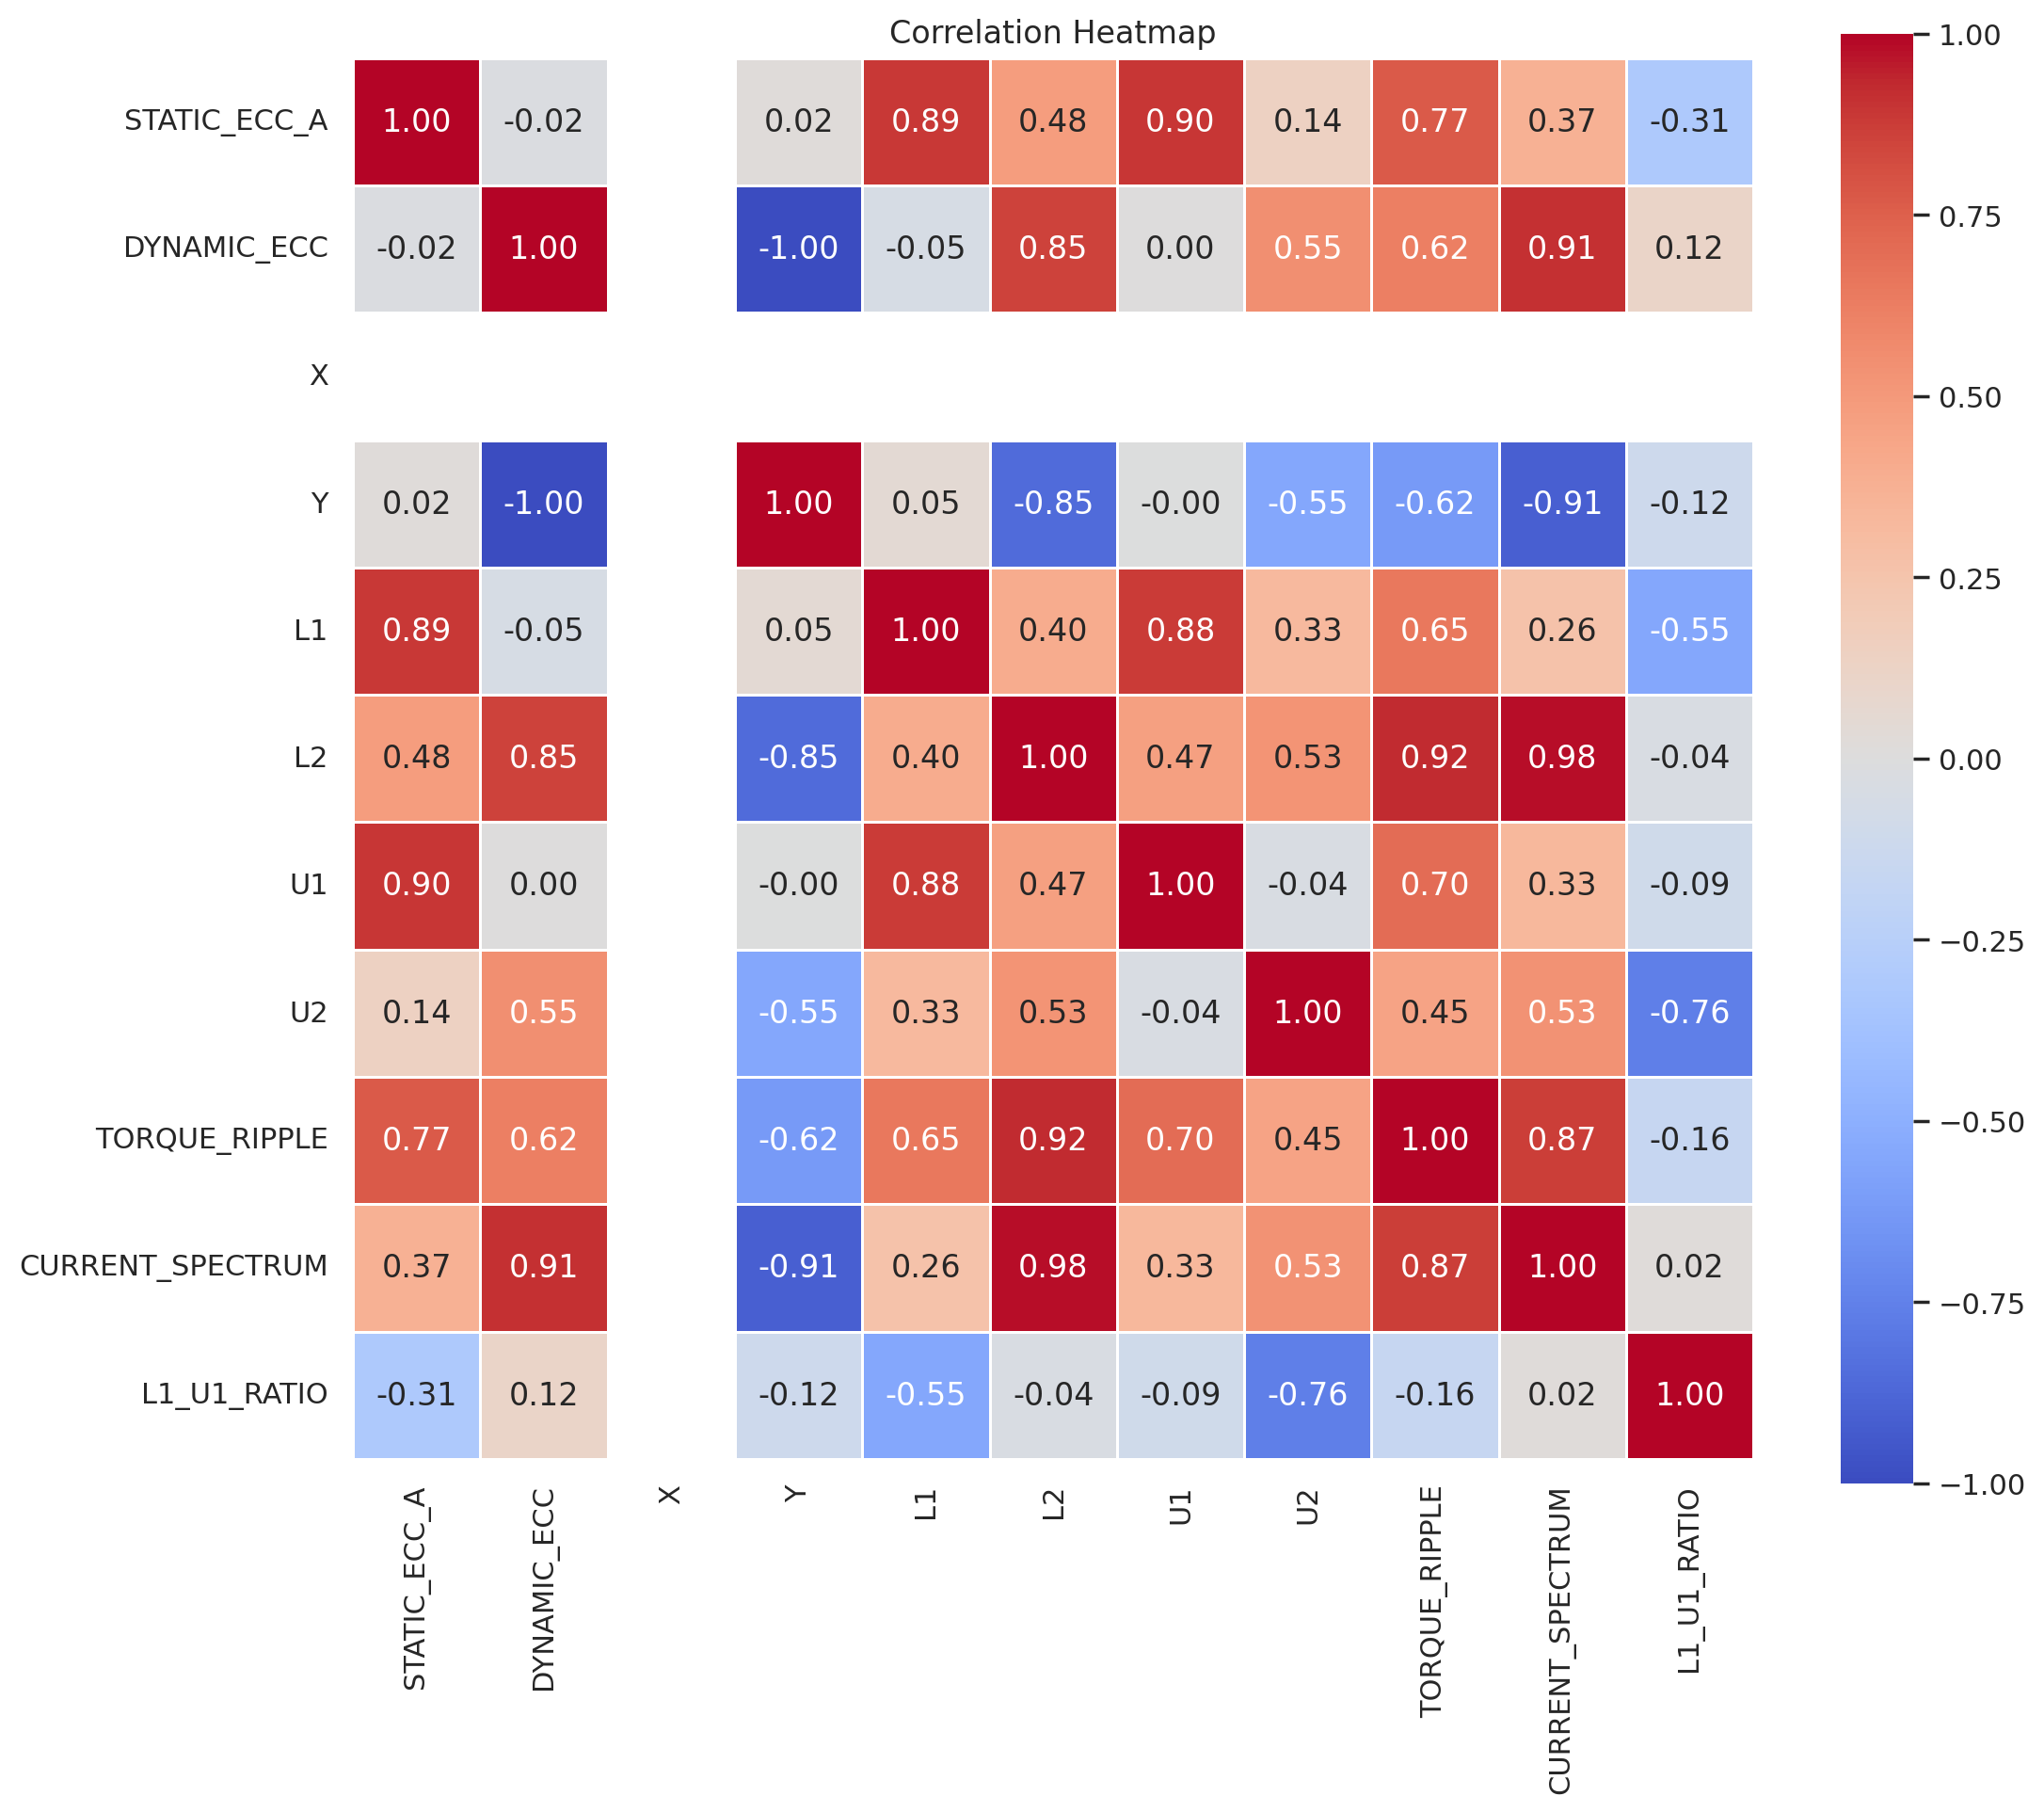 Correlation Heatmap
STATIC_ECC_A 1.00 -0.02 0.02 0.89 0.48 0.90 0.14 0.77 0.37 -0.31
DYNAMIC_ECC -0.02 1.00 -1.00 -0.05 0.85 0.00 0.55 0.62 0.91 0.12
X
Y 0.02 -1.00 1.00 0.05 -0.85 -0.00 -0.55 -0.62 -0.91 -0.12
L1 0.89 -0.05 0.05 1.00 0.40 0.88 0.33 0.65 0.26 -0.55
L2 0.48 0.85 -0.85 0.40 1.00 0.47 0.53 0.92 0.98 -0.04
U1 0.90 0.00 -0.00 0.88 0.47 1.00 -0.04 0.70 0.33 -0.09
U2 0.14 0.55 -0.55 0.33 0.53 -0.04 1.00 0.45 0.53 -0.76
TORQUE_RIPPLE 0.77 0.62 -0.62 0.65 0.92 0.70 0.45 1.00 0.87 -0.16
CURRENT_SPECTRUM 0.37 0.91 -0.91 0.26 0.98 0.33 0.53 0.87 1.00 0.02
L1_U1_RATIO -0.31 0.12 -0.12 -0.55 -0.04 -0.09 -0.76 -0.16 0.02 1.00
STATIC_ECC_A
DYNAMIC_ECC
X
Y
L1
L2
U1
U2
TORQUE_RIPPLE
CURRENT_SPECTRUM
L1_U1_RATIO
1.00
0.75
0.50
0.25
0.00
−0.25
−0.50
−0.75
−1.00